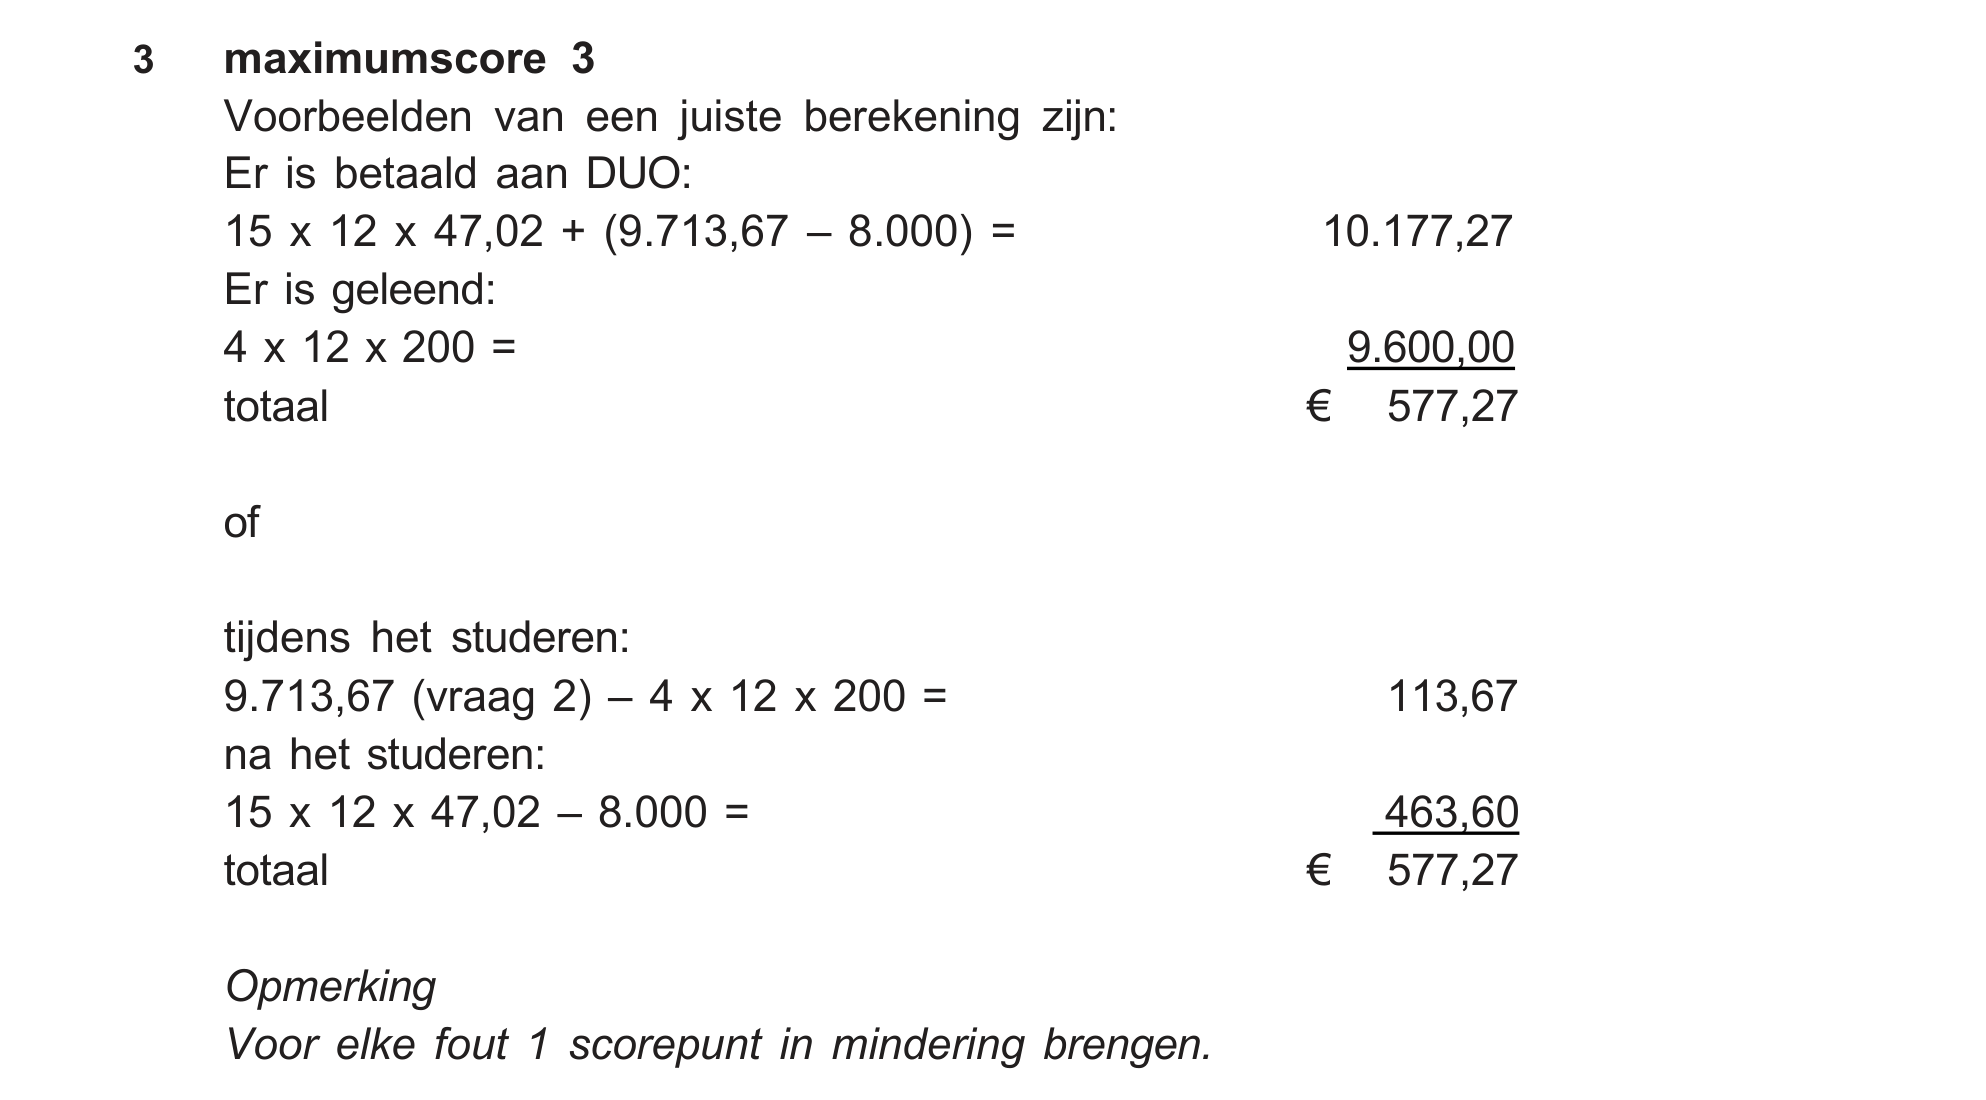 3 maximumscore 3
Voorbeelden van een juiste berekening zijn:
Er is betaald aan DUO:
15 x 12 x 47,02 + (9.713,67 – 8.000) = 10.177,27
Er is geleend:
4 x 12 x 200 = 9.600,00
totaal € 577,27
of
tijdens het studeren:
9.713,67 (vraag 2) – 4 x 12 x 200 = 113,67
na het studeren:
15 x 12 x 47,02 – 8.000 = 463,60
totaal € 577,27
Opmerking
Voor elke fout 1 scorepunt in mindering brengen.